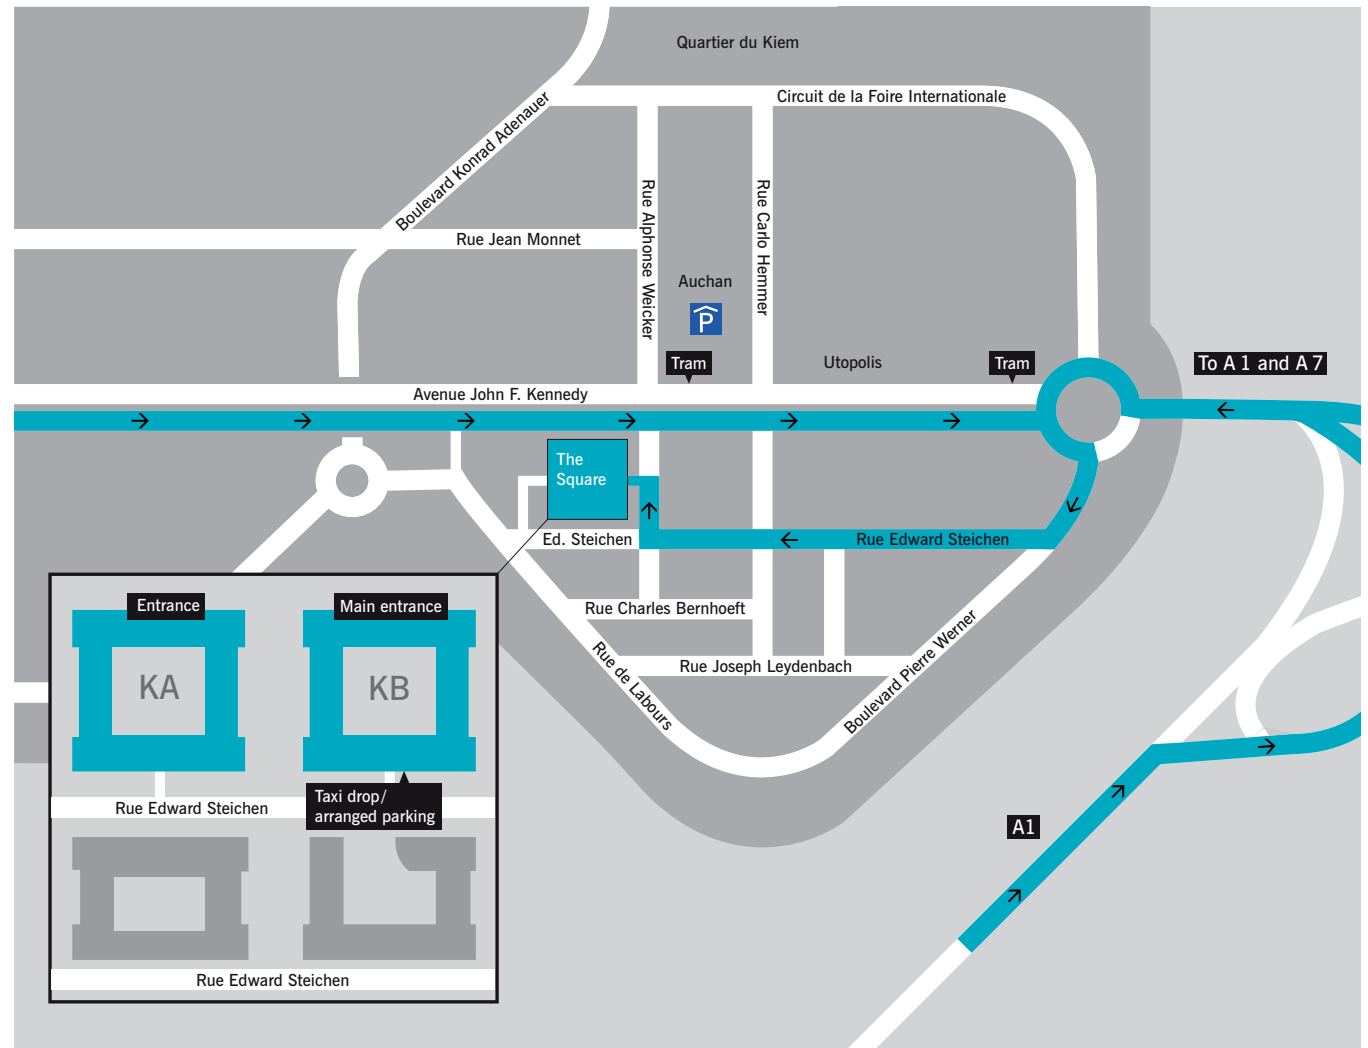 Quartier du Kiem
Circuit de la Foire Internationale
Boulevard Konrad Adenauer
Rue Alphonse Weicker
Rue Carlo Hemmer
Rue Jean Monnet
Auchan
P
Tram
Utopolis
Tram
To A 1 and A 7
Avenue John F. Kennedy
The
Square
Ed. Steichen
Rue Edward Steichen
Rue Charles Bernhoeft
Rue de Labours
Rue Joseph Leydenbach
Boulevard Pierre Werner
A1
Entrance
Main entrance
KA
KB
Taxi drop/
arranged parking
Rue Edward Steichen
Rue Edward Steichen